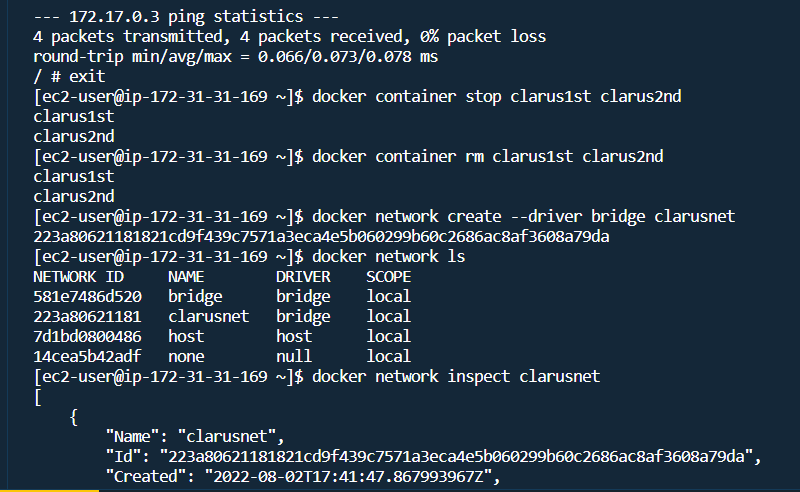 --- 172.17.0.3 ping statistics ---
4 packets transmitted, 4 packets received, 0% packet loss
round-trip min/avg/max = 0.066/0.073/0.078 ms
/ # exit
[ec2-user@ip-172-31-31-169 ~]$ docker container stop clarus1st clarus2nd
clarus1st
clarus2nd
[ec2-user@ip-172-31-31-169 ~]$ docker container rm clarus1st clarus2nd
clarus1st
clarus2nd
[ec2-user@ip-172-31-31-169 ~]$ docker network create --driver bridge clarusnet
223a80621181821cd9f439c7571a3eca4e5b060299b60c2686ac8af3608a79da
[ec2-user@ip-172-31-31-169 ~]$ docker network ls
NETWORK ID     NAME        DRIVER    SCOPE
581e7486d520   bridge      bridge    local
223a80621181   clarusnet   bridge    local
7d1bd0800486   host        host      local
14cea5b42adf   none        null      local
[ec2-user@ip-172-31-31-169 ~]$ docker network inspect clarusnet
[
    {
        "Name": "clarusnet",
        "Id": "223a80621181821cd9f439c7571a3eca4e5b060299b60c2686ac8af3608a79da",
        "Created": "2022-08-02T17:41:47.867993967Z",